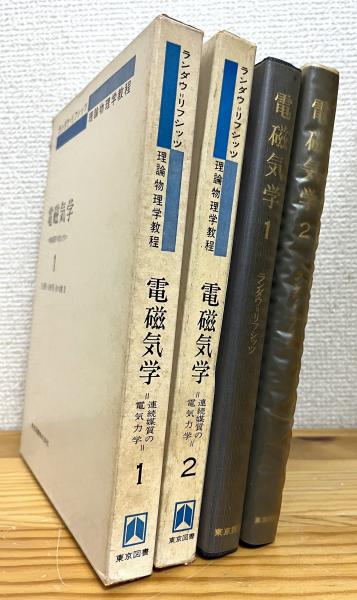 ランダウ=リフシッツ
理論物理学教程
電磁気学
1
ランダウ=リフシッツ
理論物理学教程
電磁気学
=連続媒質の
電気力学=
1
東京図書
ランダウ=リフシッツ
理論物理学教程
電磁気学
=連続媒質の
電気力学=
2
東京図書
電磁気学 1
ランダウ=リフシッツ
東京図書
電磁気学 2
東京図書